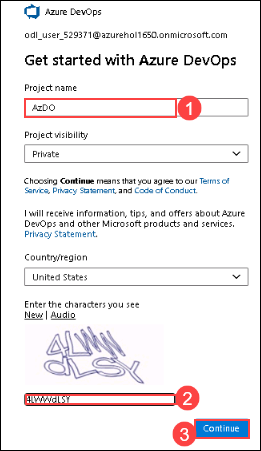 Azure DevOps
odl_user_529371@azurehol1650.onmicrosoft.com
Get started with Azure DevOps
Project name
AzDO
1
Project visibility
Private
Choosing Continue means that you agree to our Terms of
Service, Privacy Statement, and Code of Conduct.
I will receive information, tips, and offers about Azure
DevOps and other Microsoft products and services.
Privacy Statement.
Country/region
United States
Enter the characters you see
New | Audio
2
3
Continue